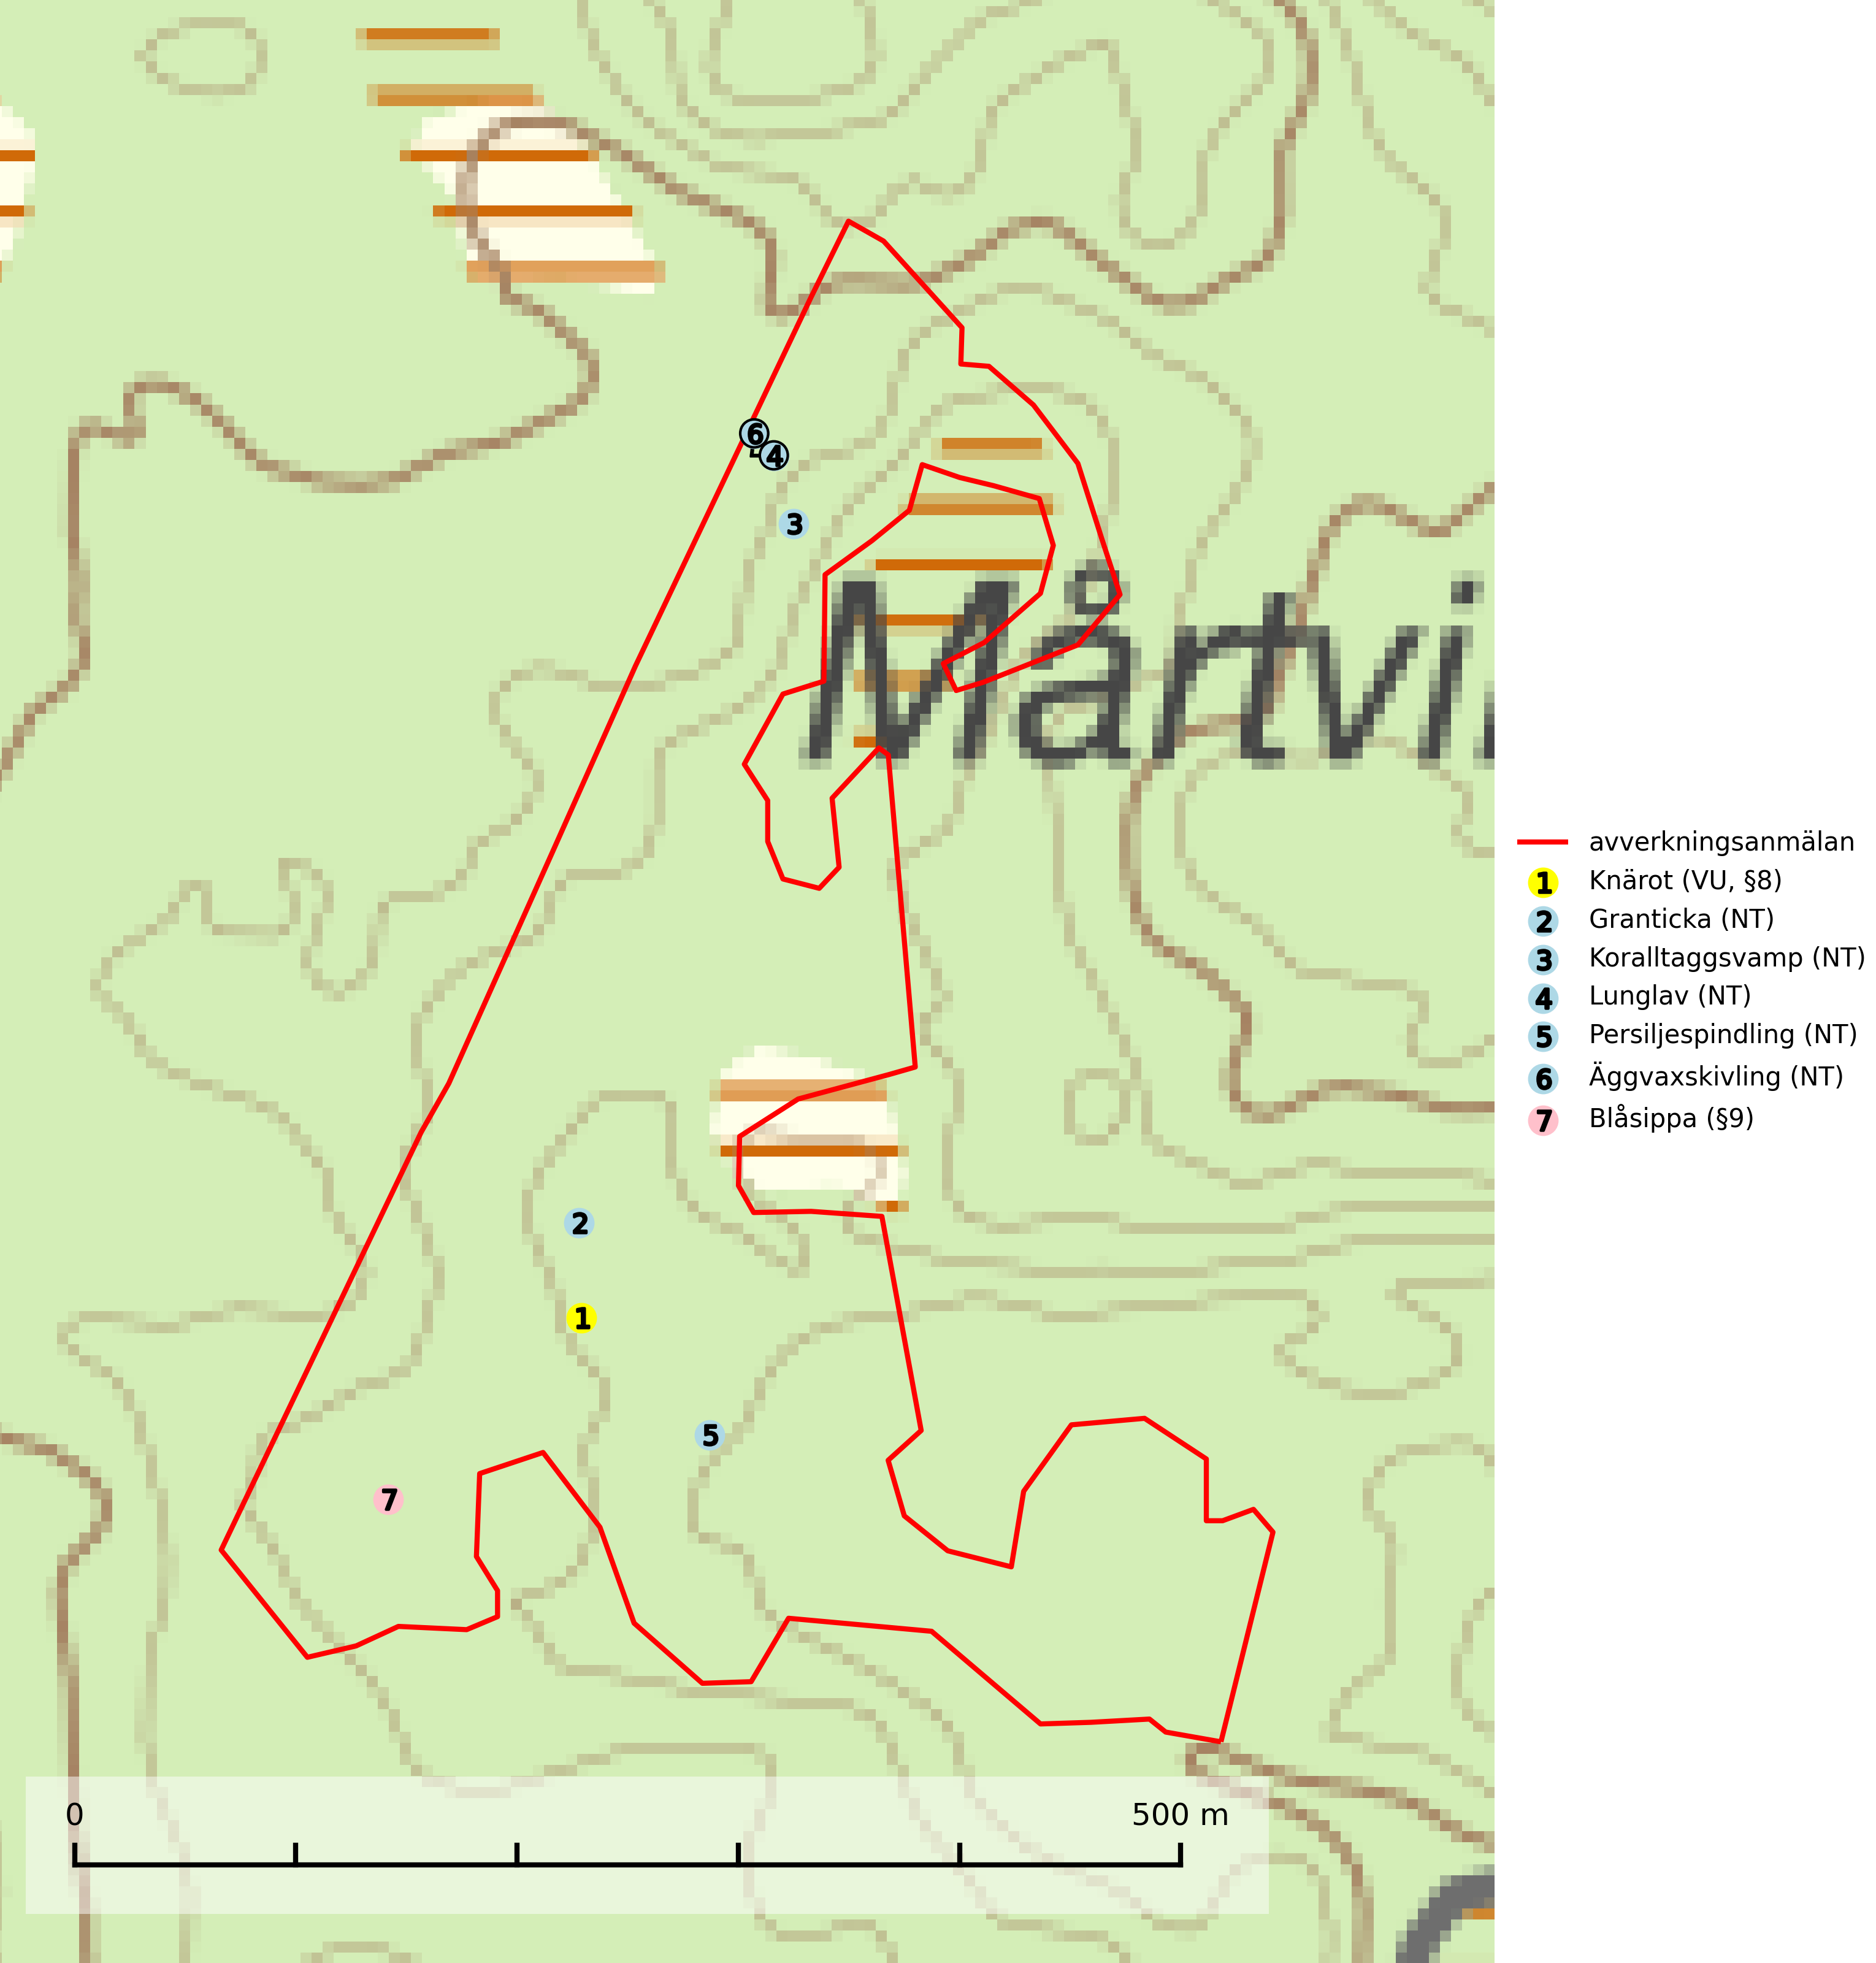 6
4
3
Mårtvi
avverkningsanmälan
1 Knärot (VU, §8)
2 Granticka (NT)
3 Koralltaggsvamp (NT)
4 Lunglav (NT)
5 Persiljespindling (NT)
6 Äggvaxskivling (NT)
7 Blåsippa (§9)
2
1
5
7
0 500 m